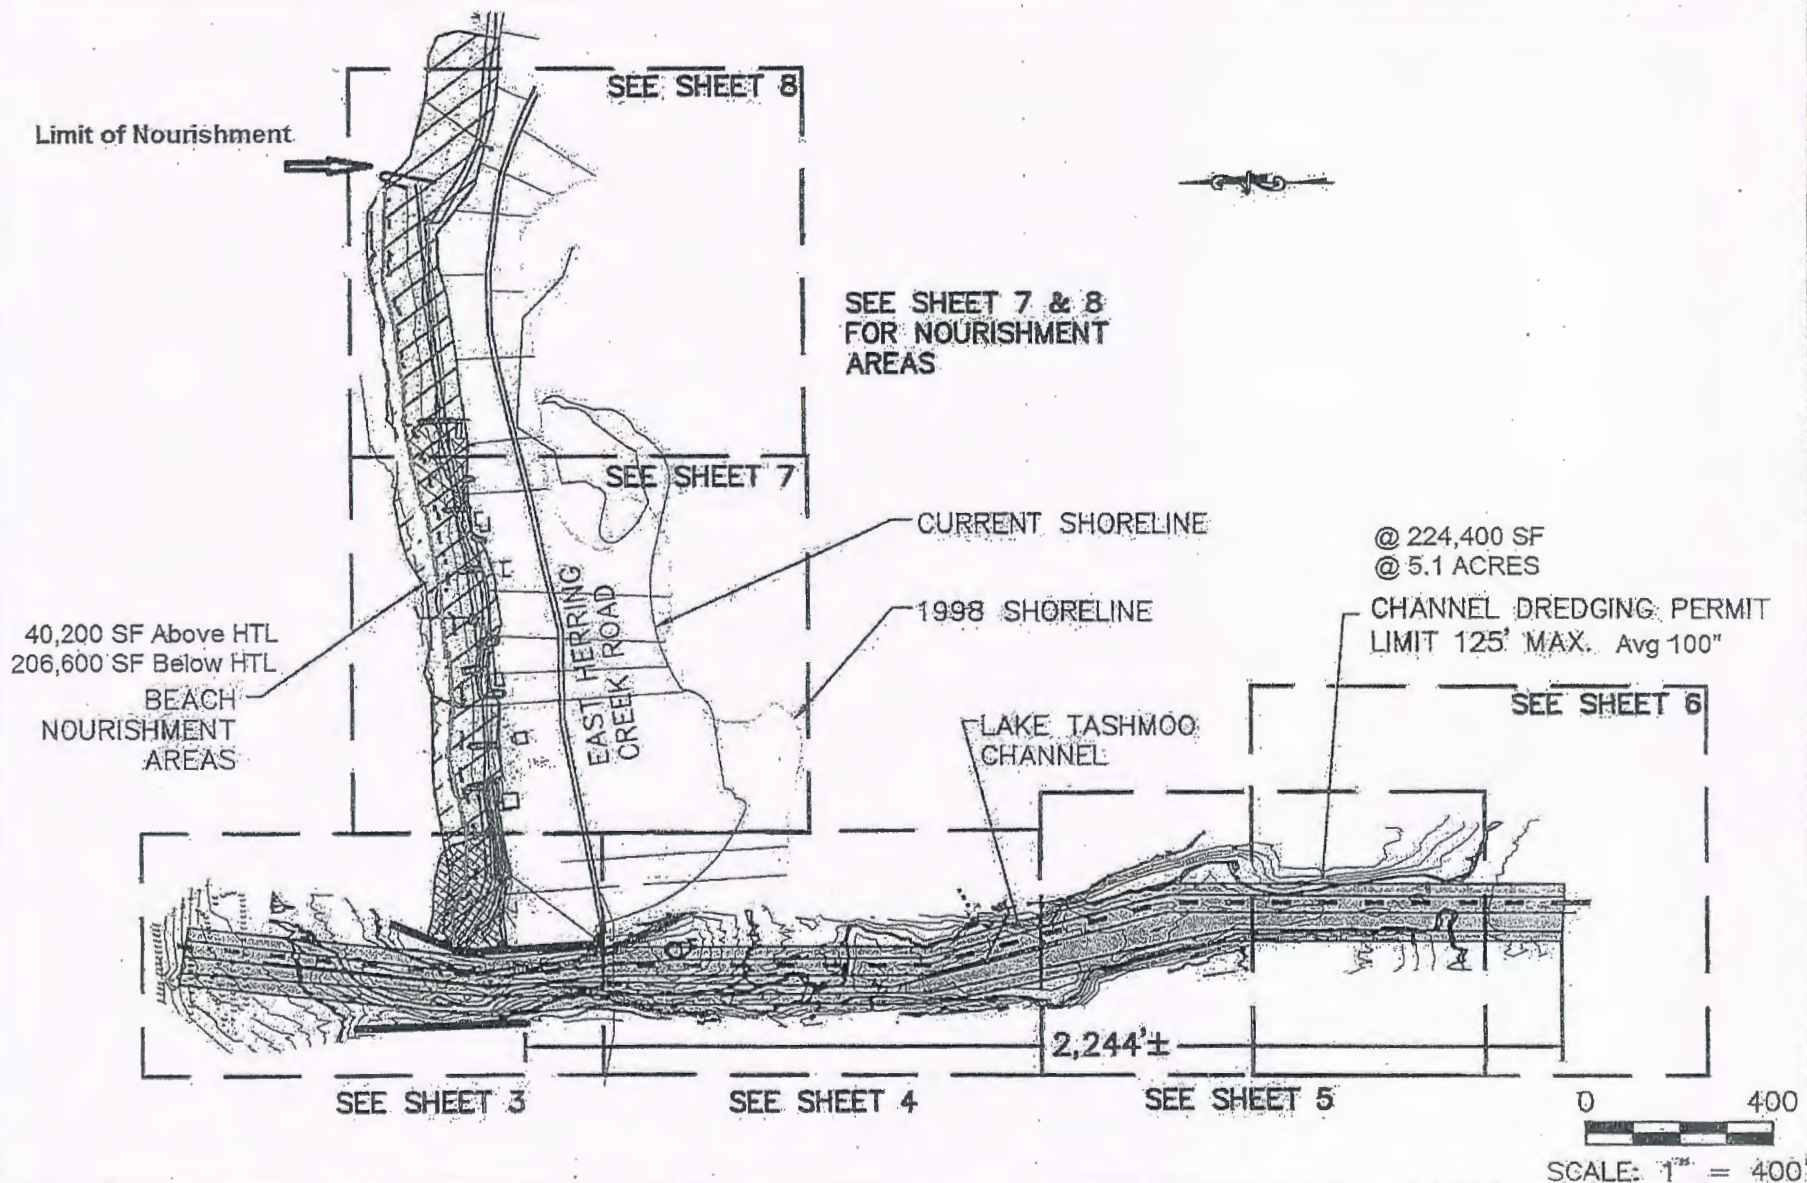 SEE SHEET 8
Limit of Nourishment
SEE SHEET 7 & 8
FOR NOURISHMENT
AREAS
SEE SHEET 7
CURRENT SHORELINE
@ 224,400 SF
@ 5.1 ACRES
CHANNEL DREDGING PERMIT
LIMIT 125' MAX. Avg 100"
1998 SHORELINE
EAST HERRING
CREEK ROAD
40,200 SF Above HTL
206,600 SF Below HTL
BEACH
NOURISHMENT
AREAS
SEE SHEET 6
LAKE TASHMOO
CHANNEL
2,244'±
SEE SHEET 3
SEE SHEET 4
SEE SHEET 5
0 400
SCALE: 1" = 400'